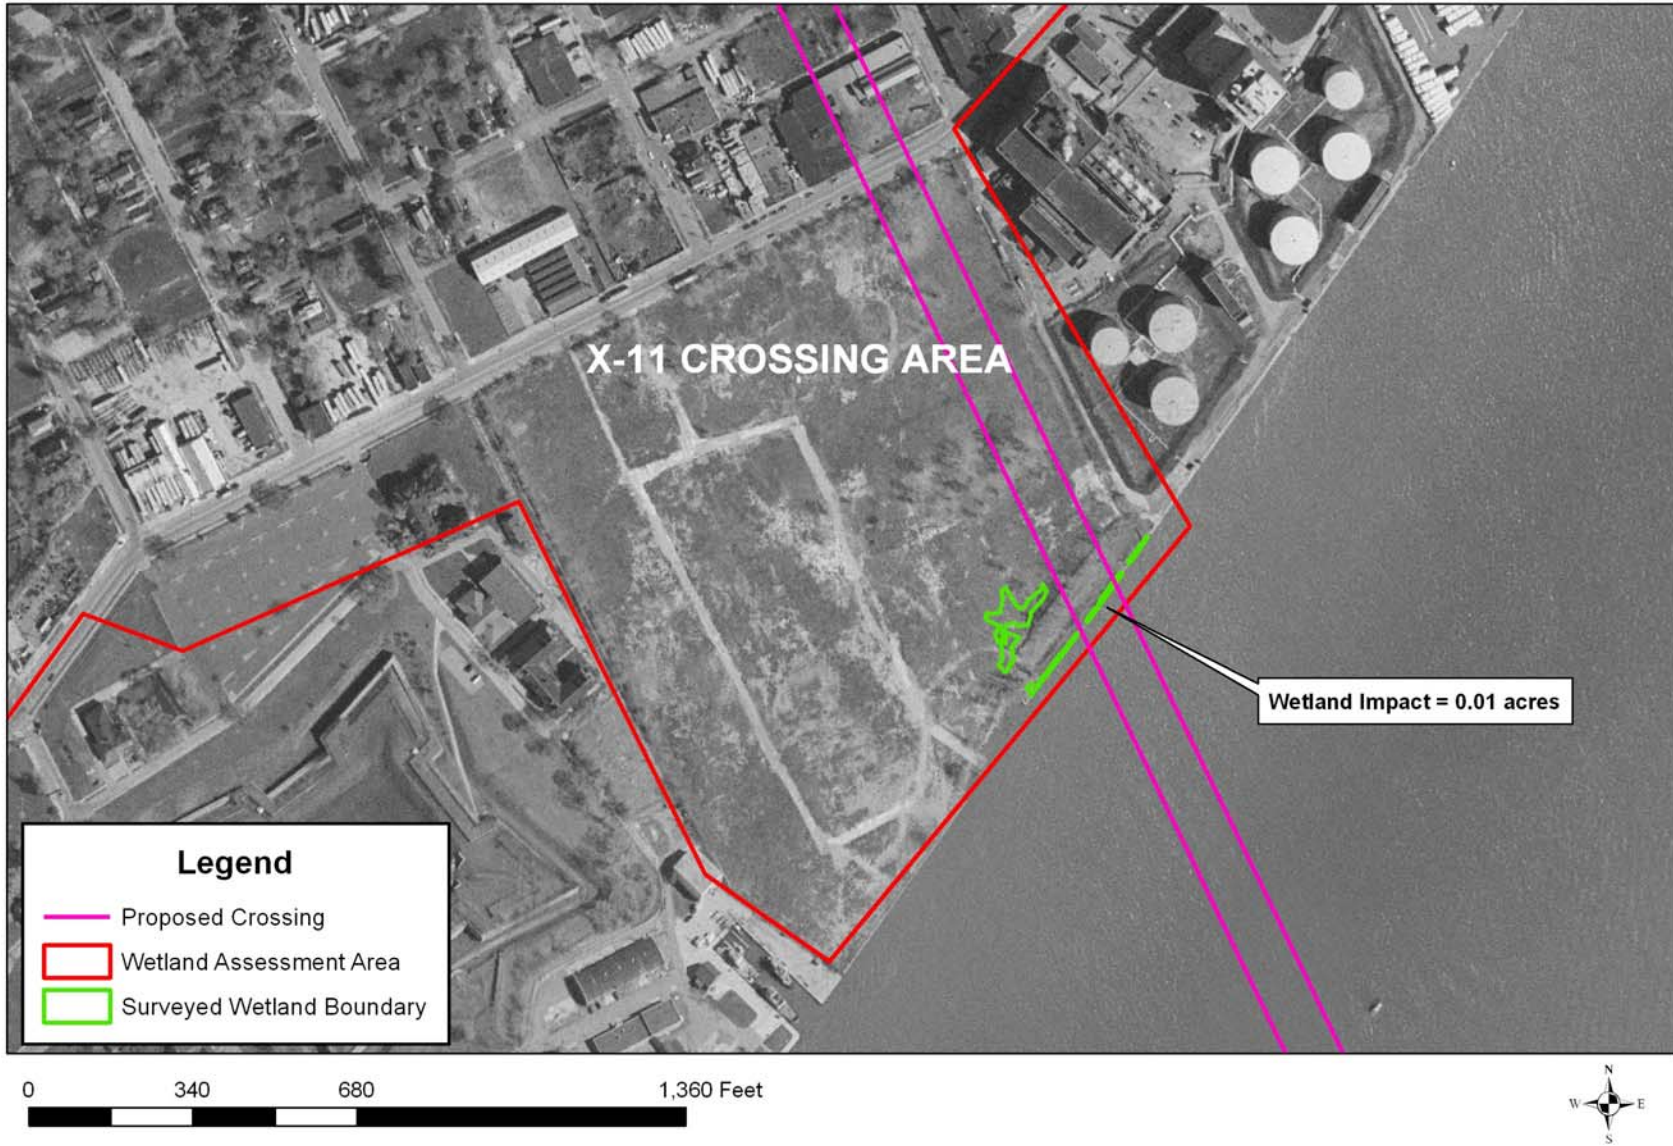 X-11 CROSSING AREA
Wetland Impact = 0.01 acres
Legend
Proposed Crossing
Wetland Assessment Area
Surveyed Wetland Boundary
0 340 680 1,360 Feet
N
W E
S